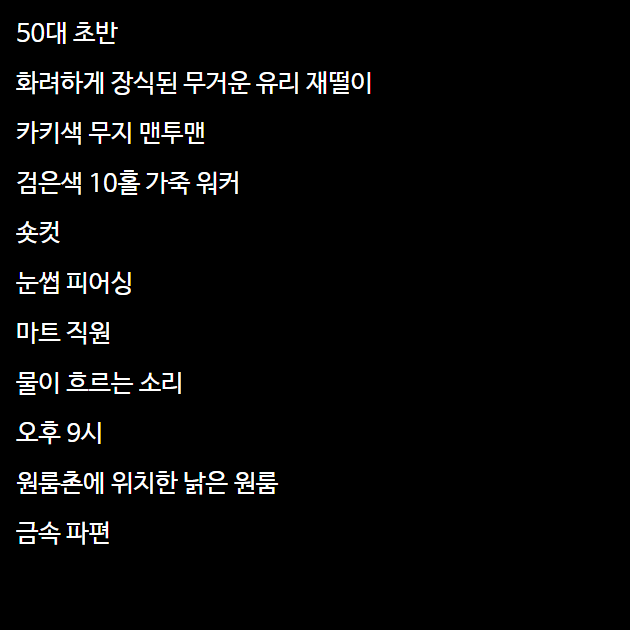 50대 초반
화려하게 장식된 무거운 유리 재떨이
카키색 무지 맨투맨
검은색 10홀 가죽 워커
숏컷
눈썹 피어싱
마트 직원
물이 흐르는 소리
오후 9시
원룸촌에 위치한 낡은 원룸
금속 파편